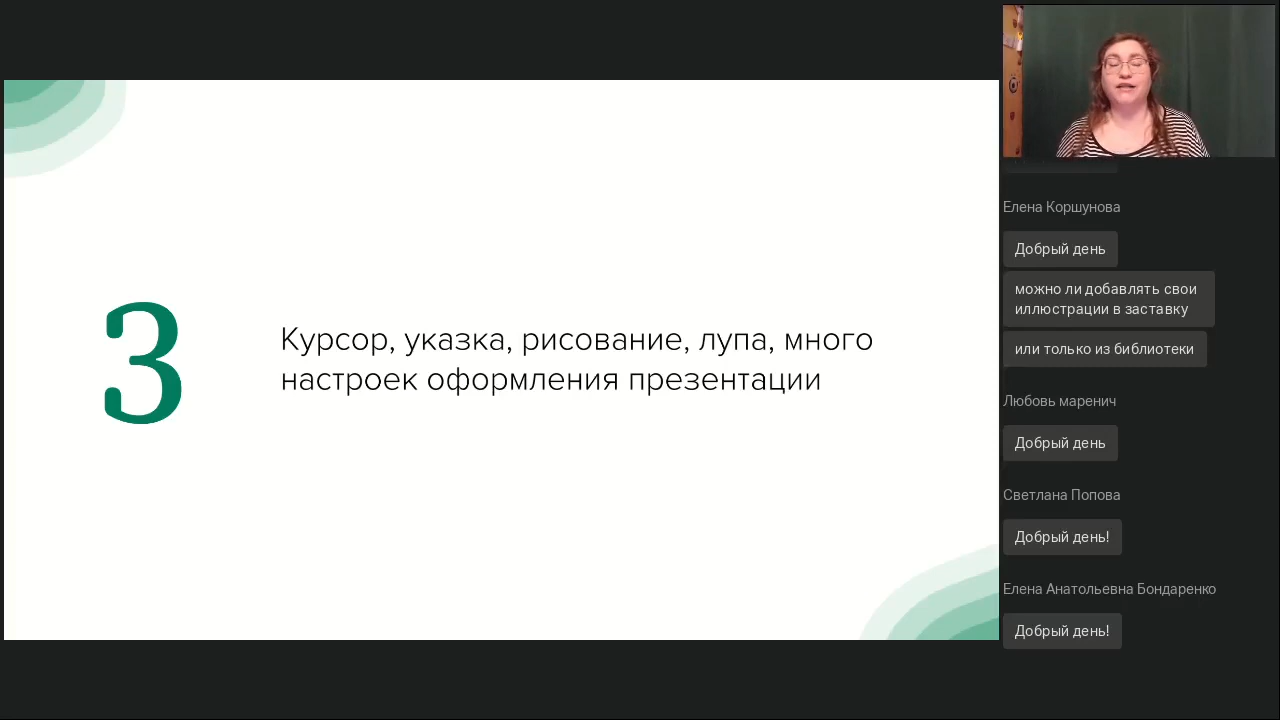 3
Курсор, указка, рисование, лупа, много
настроек оформления презентации
Елена Коршунова
Добрый день
можно ли добавлять свои
иллюстрации в заставку
или только из библиотеки
Любовь маренич
Добрый день
Светлана Попова
Добрый день!
Елена Анатольевна Бондаренко
Добрый день!